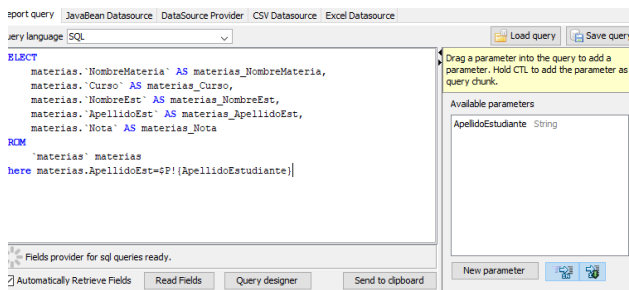 eport query JavaBean Datasource DataSource Provider CSV Datasource Excel Datasource
uery language SQL
Load query Save query
ELECT
materias.`NombreMateria` AS materias_NombreMateria,
materias.`Curso` AS materias_Curso,
materias.`NombreEst` AS materias_NombreEst,
materias.`ApellidoEst` AS materias_ApellidoEst,
materias.`Nota` AS materias_Nota
ROM
`materias` materias
here materias.ApellidoEst=$P!{ApellidoEstudiante}
Drag a parameter into the query to add a
parameter. Hold CTL to add the parameter as
query chunk.
Available parameters
ApellidoEstudiante String
Fields provider for sql queries ready.
Automatically Retrieve Fields Read Fields Query designer Send to clipboard
New parameter